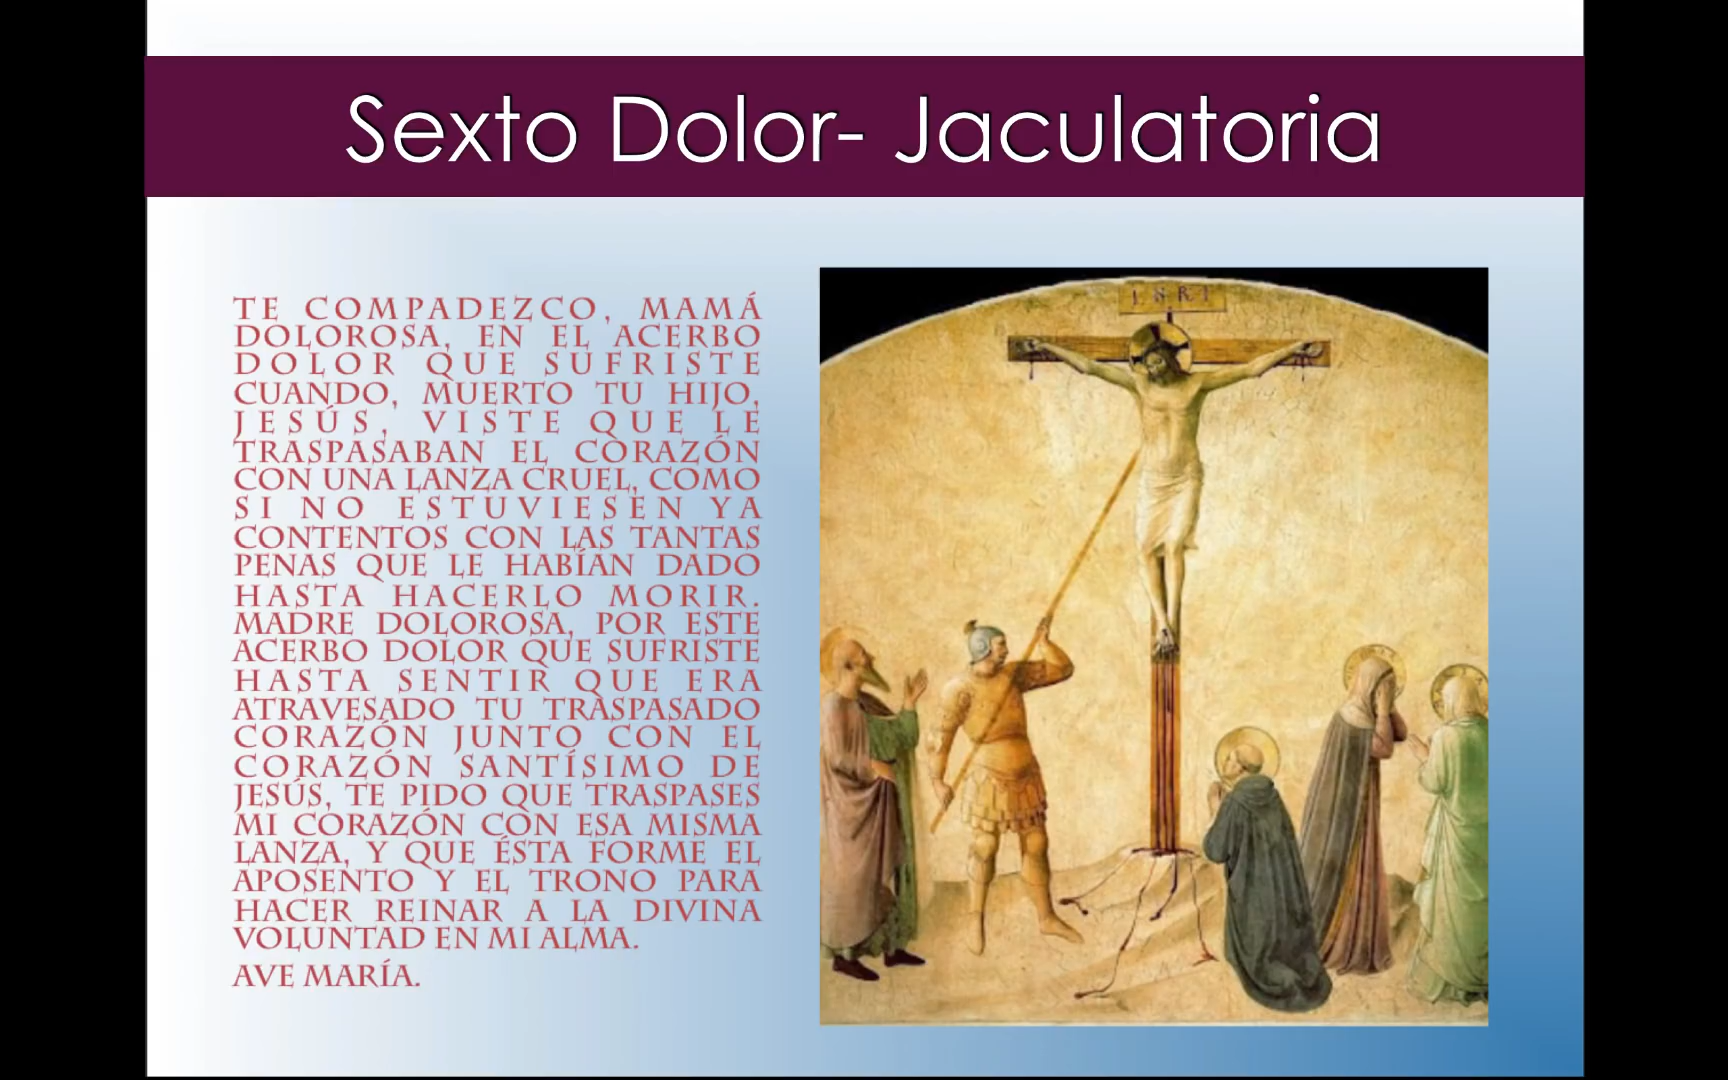 Sexto Dolor- Jaculatoria
TE COMPADEZCO, MAMÁ
DOLOROSA, EN EL ACERBO
DOLOR QUE SUFRISTE
CUANDO, MUERTO TU HIJO,
JESÚS, VISTE QUE LE
TRASPASABAN EL CORAZÓN
CON UNA LANZA CRUEL, COMO
SI NO ESTUVIESEN YA
CONTENTOS CON LAS TANTAS
PENAS QUE LE HABÍAN DADO
HASTA HACERLO MORIR.
MADRE DOLOROSA, POR ESTE
ACERBO DOLOR QUE SUFRISTE
HASTA SENTIR QUE ERA
ATRAVESADO TU TRASPASADO
CORAZÓN JUNTO CON EL
CORAZÓN SANTÍSIMO DE
JESÚS, TE PIDO QUE TRASPASES
MI CORAZÓN CON ESA MISMA
LANZA, Y QUE ÉSTA FORME EL
APOSENTO Y EL TRONO PARA
HACER REINAR A LA DIVINA
VOLUNTAD EN MI ALMA.
AVE MARÍA.